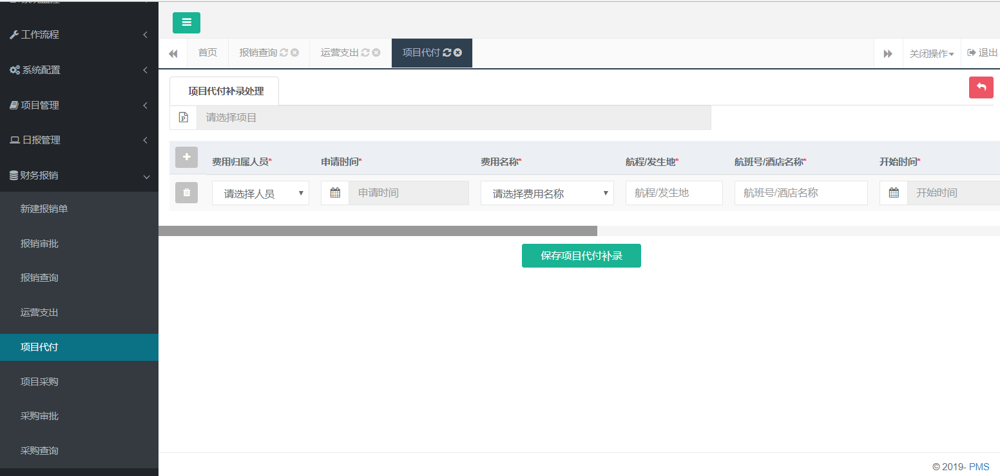 工作流程
系统配置
项目管理
日报管理
财务报销
新建报销单
报销审批
报销查询
运营支出
项目代付
项目采购
采购审批
采购查询
首页 报销查询 运营支出 项目代付 关闭操作 退出
项目代付补录处理
请选择项目
费用归属人员* 申请时间* 费用名称* 航程/发生地* 航班号/酒店名称* 开始时间*
请选择人员 申请时间 请选择费用名称 航程/发生地 航班号/酒店名称 开始时间
保存项目代付补录
© 2019- PMS